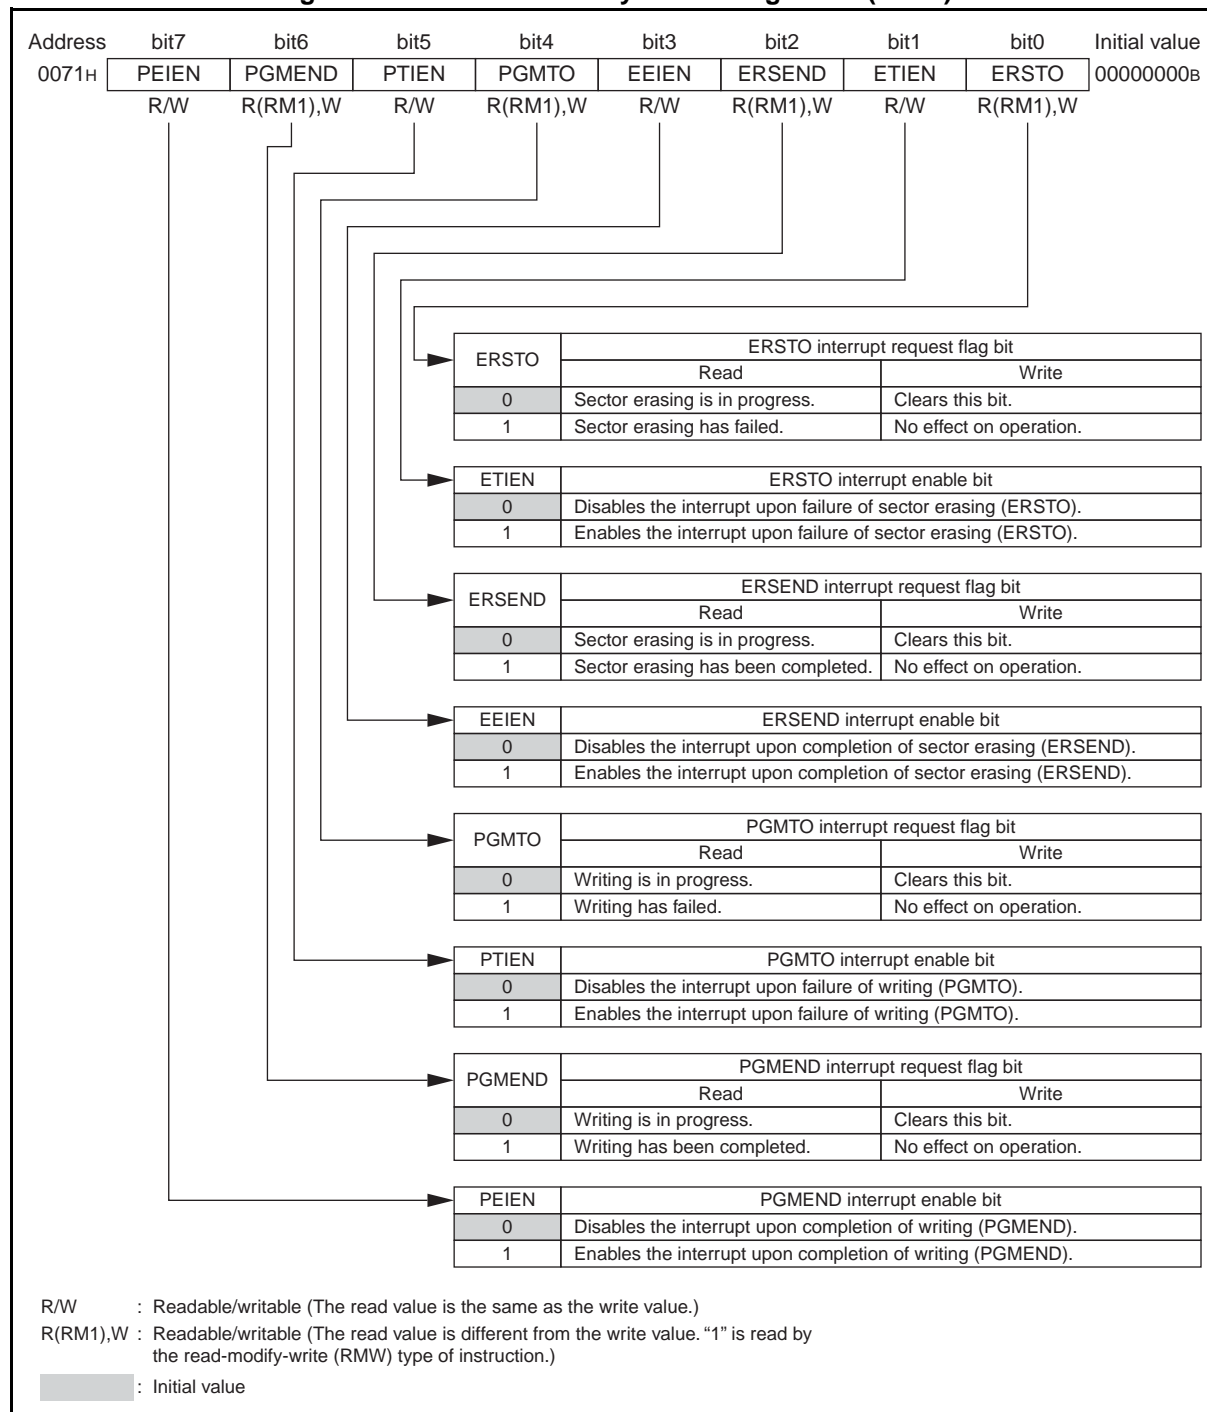 Address bit7 bit6 bit5 bit4 bit3 bit2 bit1 bit0 Initial value
0071H PEIEN PGMEND PTIEN PGMTO EEIEN ERSEND ETIEN ERSTO 00000000B
R/W R(RM1),W R/W R(RM1),W R/W R(RM1),W R/W R(RM1),W
ERSTO ERSTO interrupt request flag bit
Read Write
0 Sector erasing is in progress. Clears this bit.
1 Sector erasing has failed. No effect on operation.
ETIEN ERSTO interrupt enable bit
0 Disables the interrupt upon failure of sector erasing (ERSTO).
1 Enables the interrupt upon failure of sector erasing (ERSTO).
ERSEND ERSEND interrupt request flag bit
Read Write
0 Sector erasing is in progress. Clears this bit.
1 Sector erasing has been completed. No effect on operation.
EEIEN ERSEND interrupt enable bit
0 Disables the interrupt upon completion of sector erasing (ERSEND).
1 Enables the interrupt upon completion of sector erasing (ERSEND).
PGMTO PGMTO interrupt request flag bit
Read Write
0 Writing is in progress. Clears this bit.
1 Writing has failed. No effect on operation.
PTIEN PGMTO interrupt enable bit
0 Disables the interrupt upon failure of writing (PGMTO).
1 Enables the interrupt upon failure of writing (PGMTO).
PGMEND PGMEND interrupt request flag bit
Read Write
0 Writing is in progress. Clears this bit.
1 Writing has been completed. No effect on operation.
PEIEN PGMEND interrupt enable bit
0 Disables the interrupt upon completion of writing (PGMEND).
1 Enables the interrupt upon completion of writing (PGMEND).
R/W : Readable/writable (The read value is the same as the write value.)
R(RM1),W : Readable/writable (The read value is different from the write value. “1” is read by
the read-modify-write (RMW) type of instruction.)
: Initial value